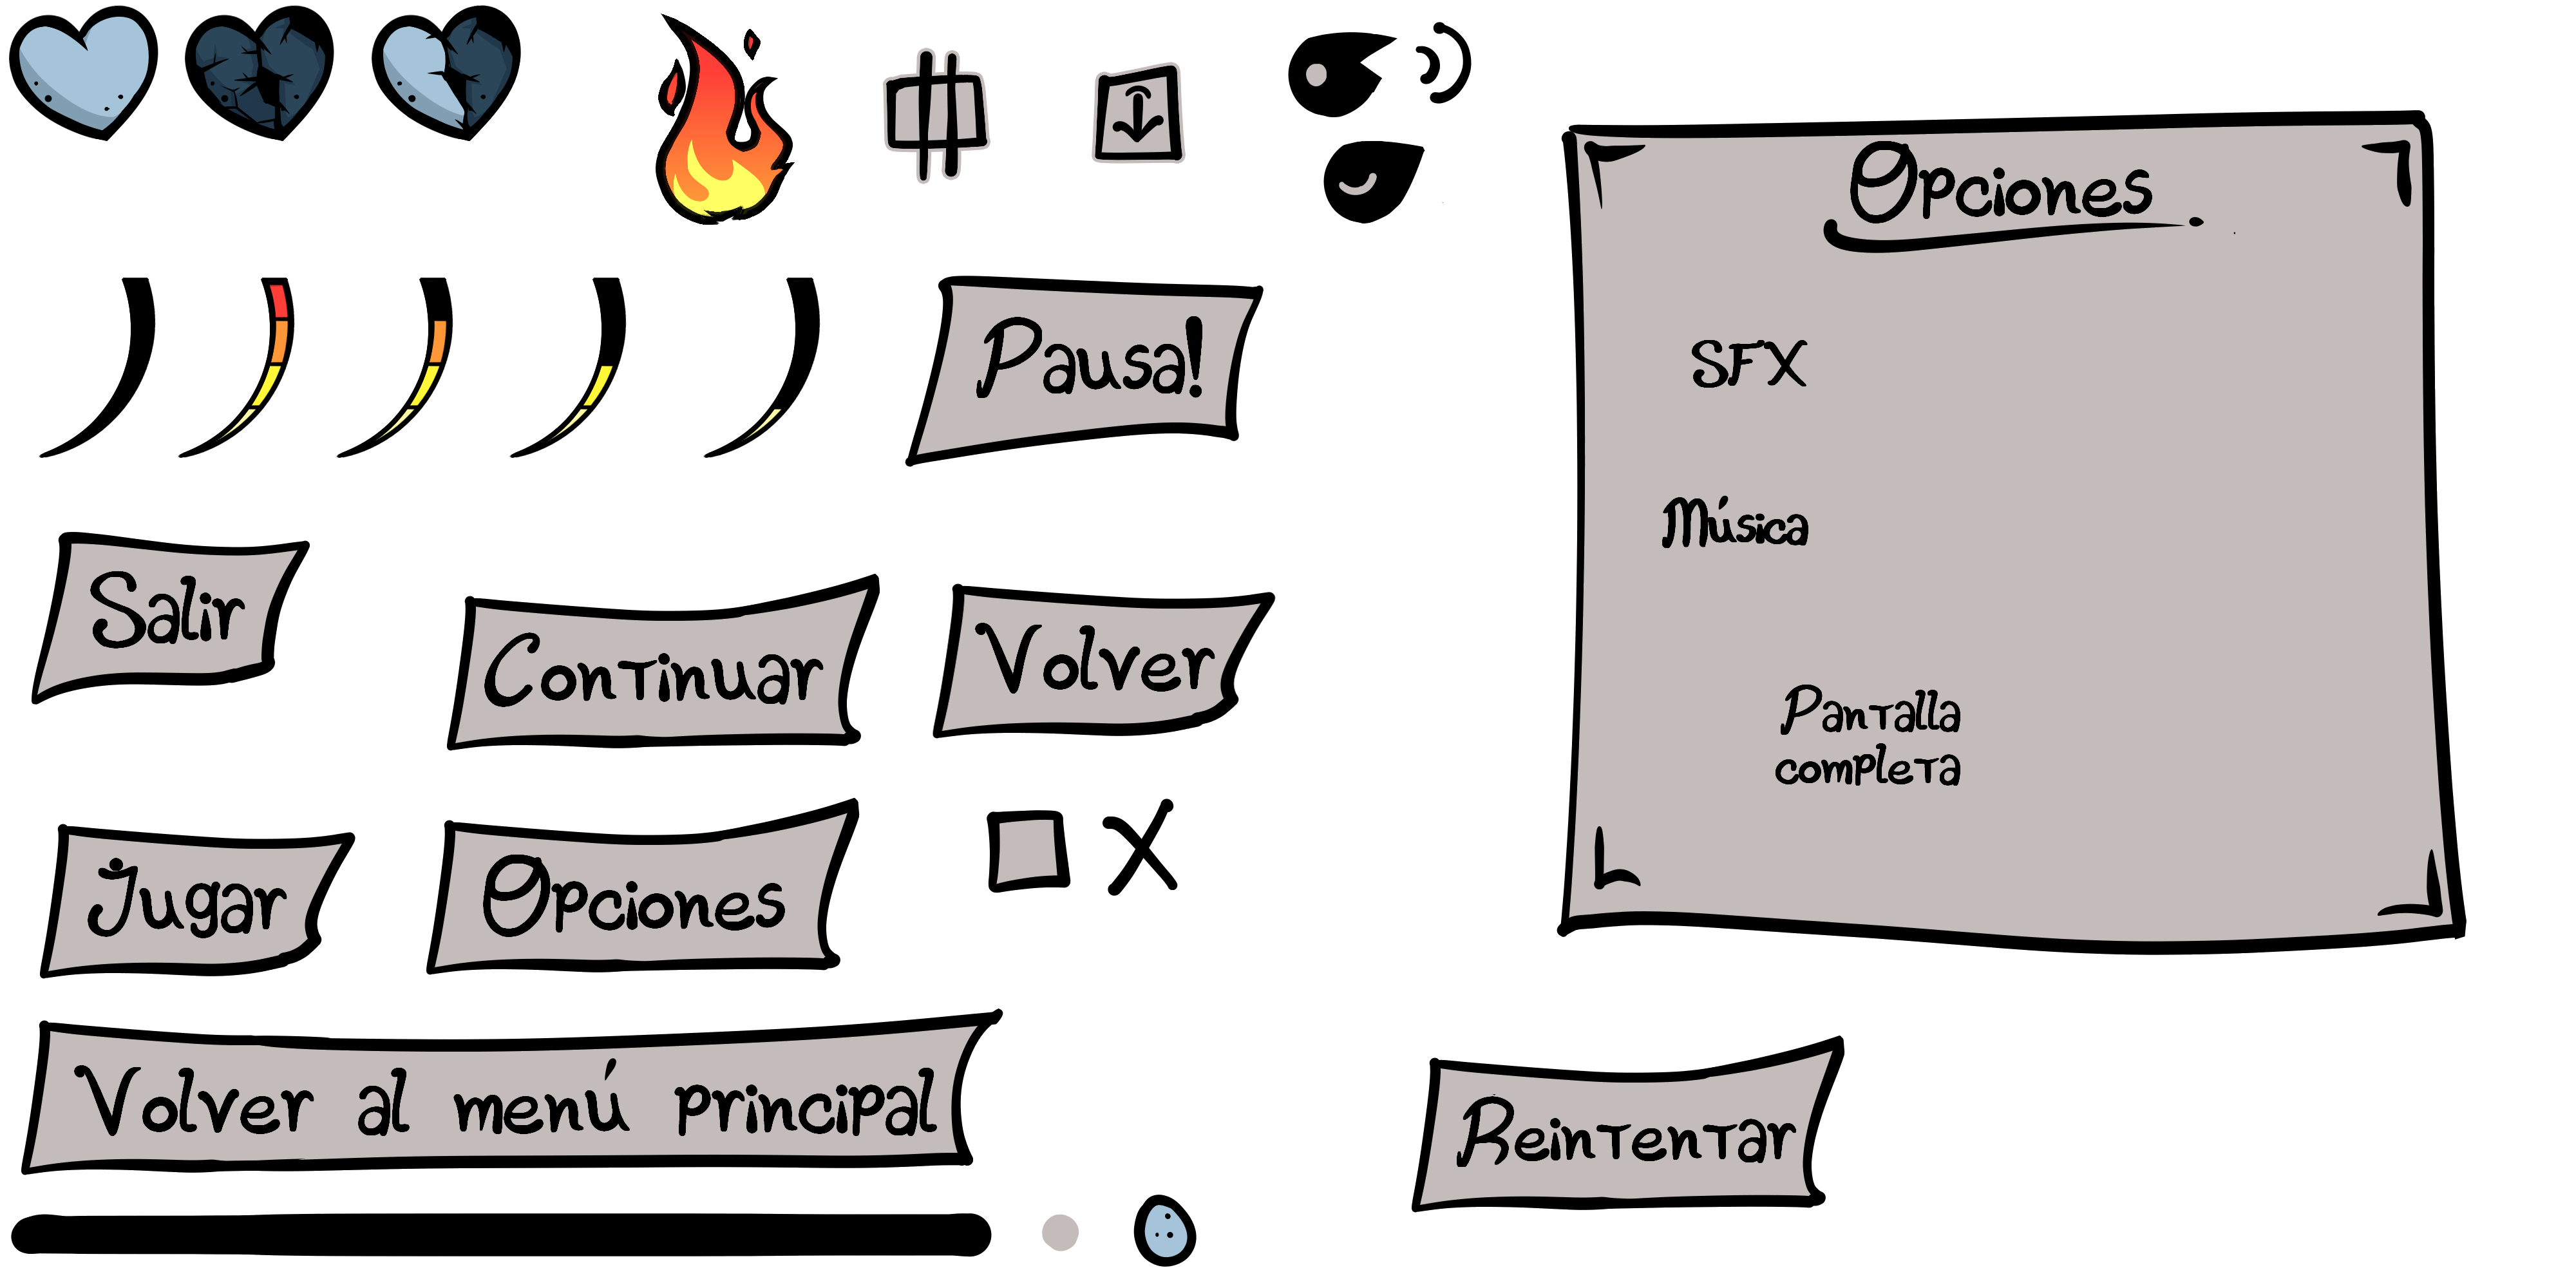 Opciones
Pausa!
SFX
Música
Salir
Continuar
Volver
Pantalla
completa
Jugar
Opciones
X
Volver al menú principal
Reintentar